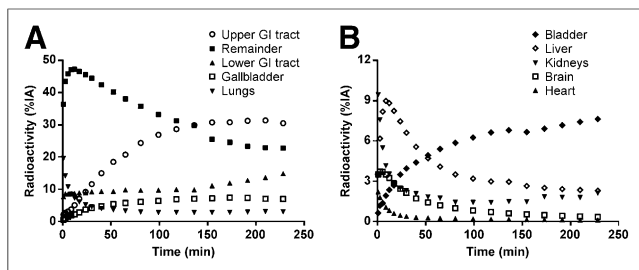 A
Upper GI tract
Remainder
Lower GI tract
Gallbladder
Lungs
Radioactivity (%IA)
50
40
30
20
10
0
0 50 100 150 200 250
Time (min)
B
Bladder
Liver
Kidneys
Brain
Heart
Radioactivity (%IA)
12
9
6
3
0
0 50 100 150 200 250
Time (min)